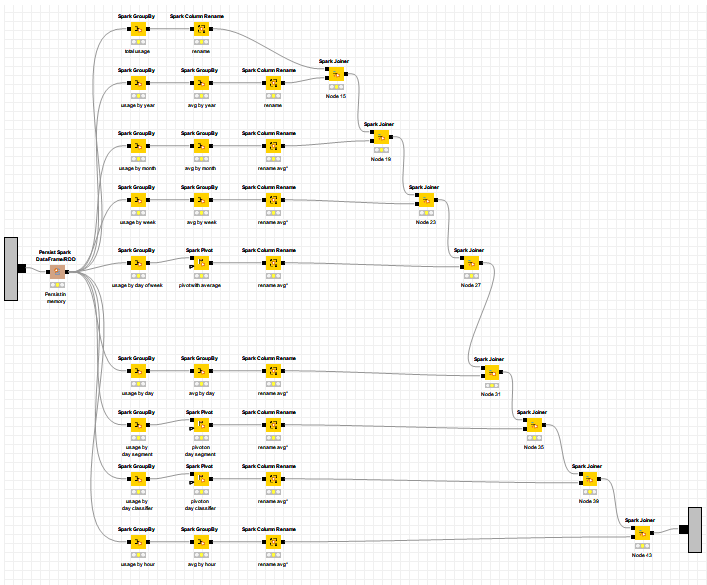 Spark GroupBy
Spark Column Rename
total usage
rename
Spark Joiner
Node 15
Spark GroupBy
Spark GroupBy
Spark Column Rename
usage by year
avg by year
rename
Spark Joiner
Node 19
Spark GroupBy
Spark GroupBy
Spark Column Rename
usage by month
avg by month
rename avg*
Spark GroupBy
Spark GroupBy
Spark Column Rename
Spark Joiner
usage by week
avg by week
rename avg*
Node 23
Persist Spark
DataFrame/RDD
Persist in
memory
Spark GroupBy
Spark Pivot
Spark Column Rename
Spark Joiner
usage by day of week
pivot with average
rename avg*
Node 27
Spark GroupBy
Spark GroupBy
Spark Column Rename
Spark Joiner
usage by day
avg by day
rename avg*
Node 31
Spark GroupBy
Spark Pivot
Spark Column Rename
Spark Joiner
usage by
day segment
pivot on
day segment
rename avg*
Node 35
Spark GroupBy
Spark Pivot
Spark Column Rename
Spark Joiner
usage by
day classifier
pivot on
day classifier
rename avg*
Node 39
Spark GroupBy
Spark GroupBy
Spark Column Rename
Spark Joiner
usage by hour
avg by hour
rename avg*
Node 43